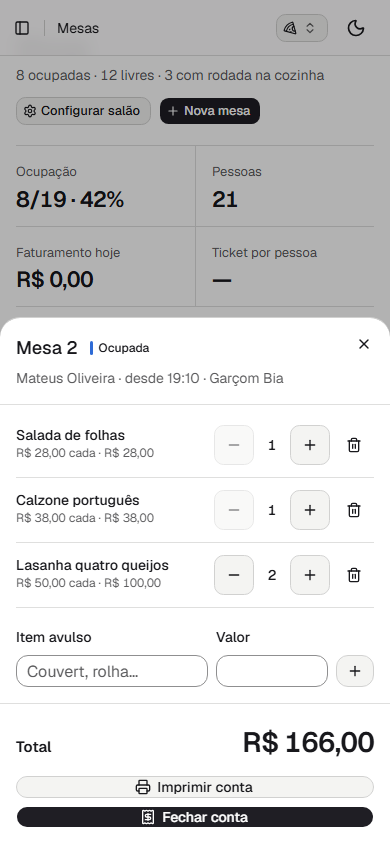 Mesas
8 ocupadas · 12 livres · 3 com rodada na cozinha
Configurar salão
Nova mesa
Ocupação
8/19 · 42%
Pessoas
21
Faturamento hoje
R$ 0,00
Ticket por pessoa
—
Mesa 2
Ocupada
Mateus Oliveira · desde 19:10 · Garçom Bia
Salada de folhas
R$ 28,00 cada · R$ 28,00
1
Calzone português
R$ 38,00 cada · R$ 38,00
1
Lasanha quatro queijos
R$ 50,00 cada · R$ 100,00
2
Item avulso
Valor
Couvert, rolha...
Total
R$ 166,00
Imprimir conta
Fechar conta